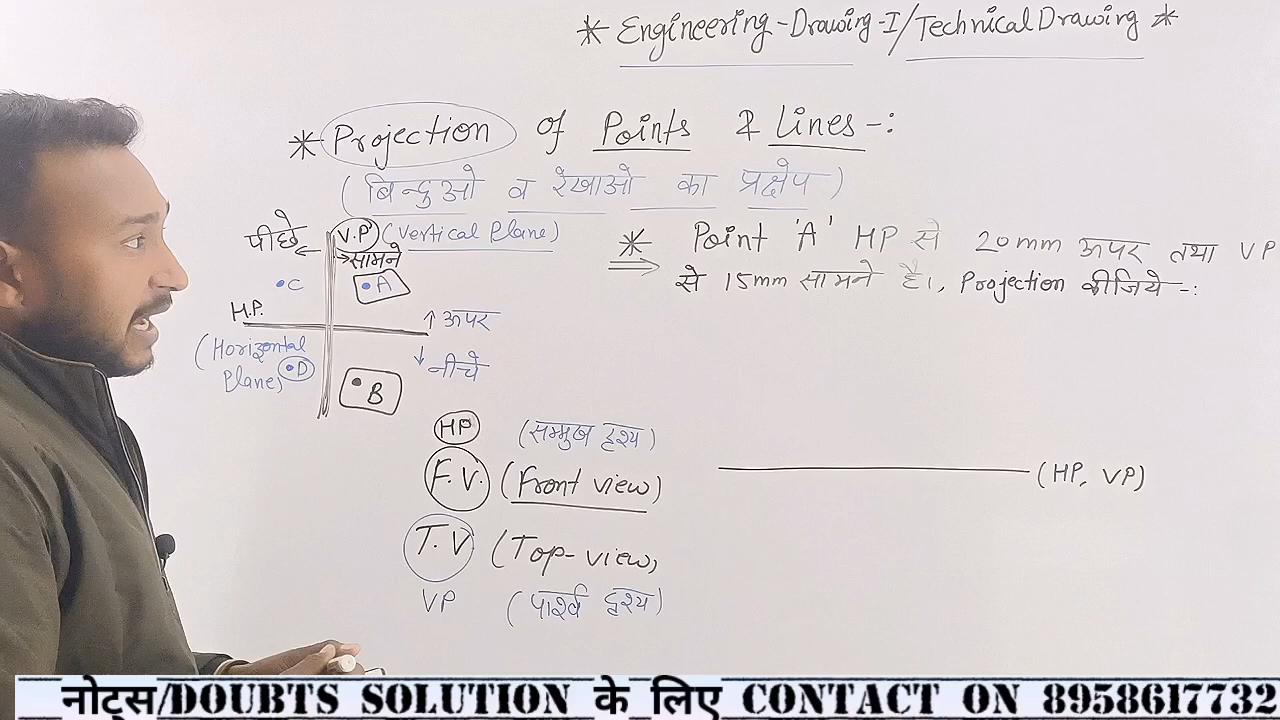 * Engineering-Drawing-I/Technical Drawing *
* Projection of Points & Lines -:
(बिन्दुओ व रेखाओ का प्रक्षेप)
पीछे V.P. (Vertical Plane)
सामने
•C •A
H.P.
↑ ऊपर
(Horizontal Plane)
•D
↓ नीचे
•B
* Point 'A' HP से 20mm ऊपर तथा VP
से 15mm सामने है।, Projection कीजिये -:
HP (सम्मुख दृश्य)
F.V. (Front view)
(HP, VP)
T.V (Top-view)
VP (पार्श्व दृश्य)
नोट्स/DOUBTS SOLUTION के लिए CONTACT ON 8958617732